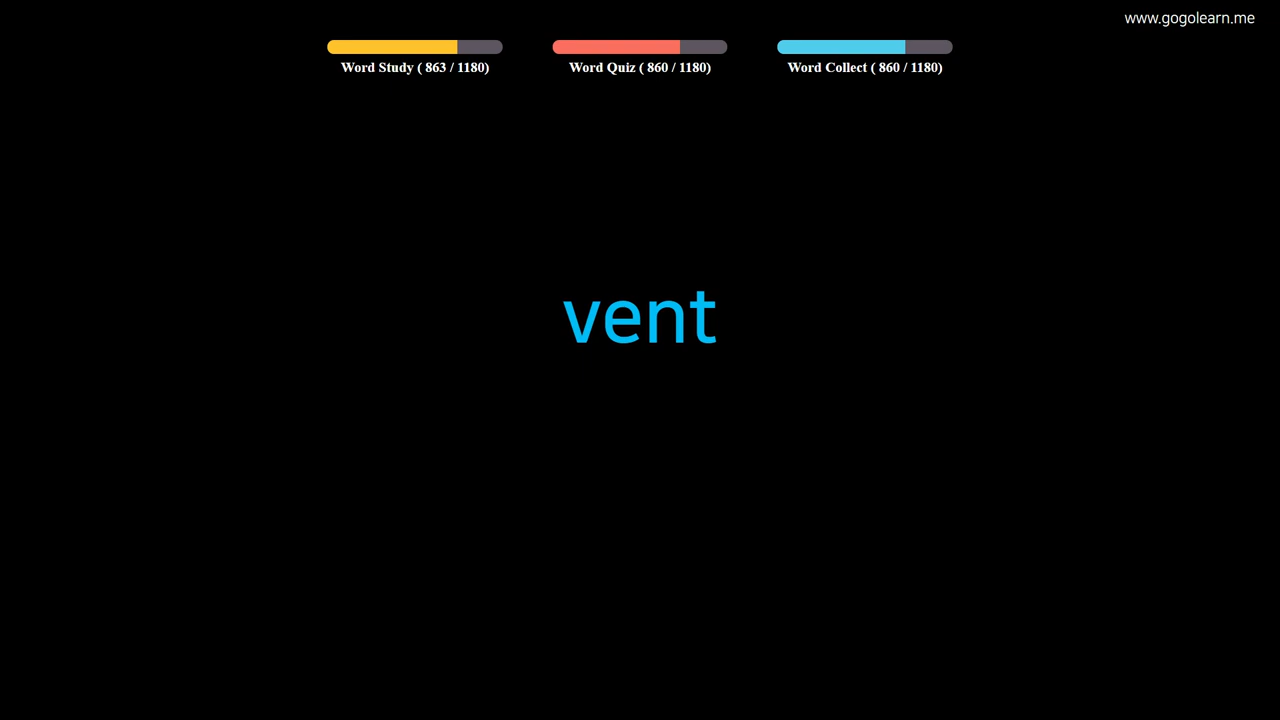 www.gogolearn.me
Word Study ( 863 / 1180)
Word Quiz ( 860 / 1180)
Word Collect ( 860 / 1180)
vent